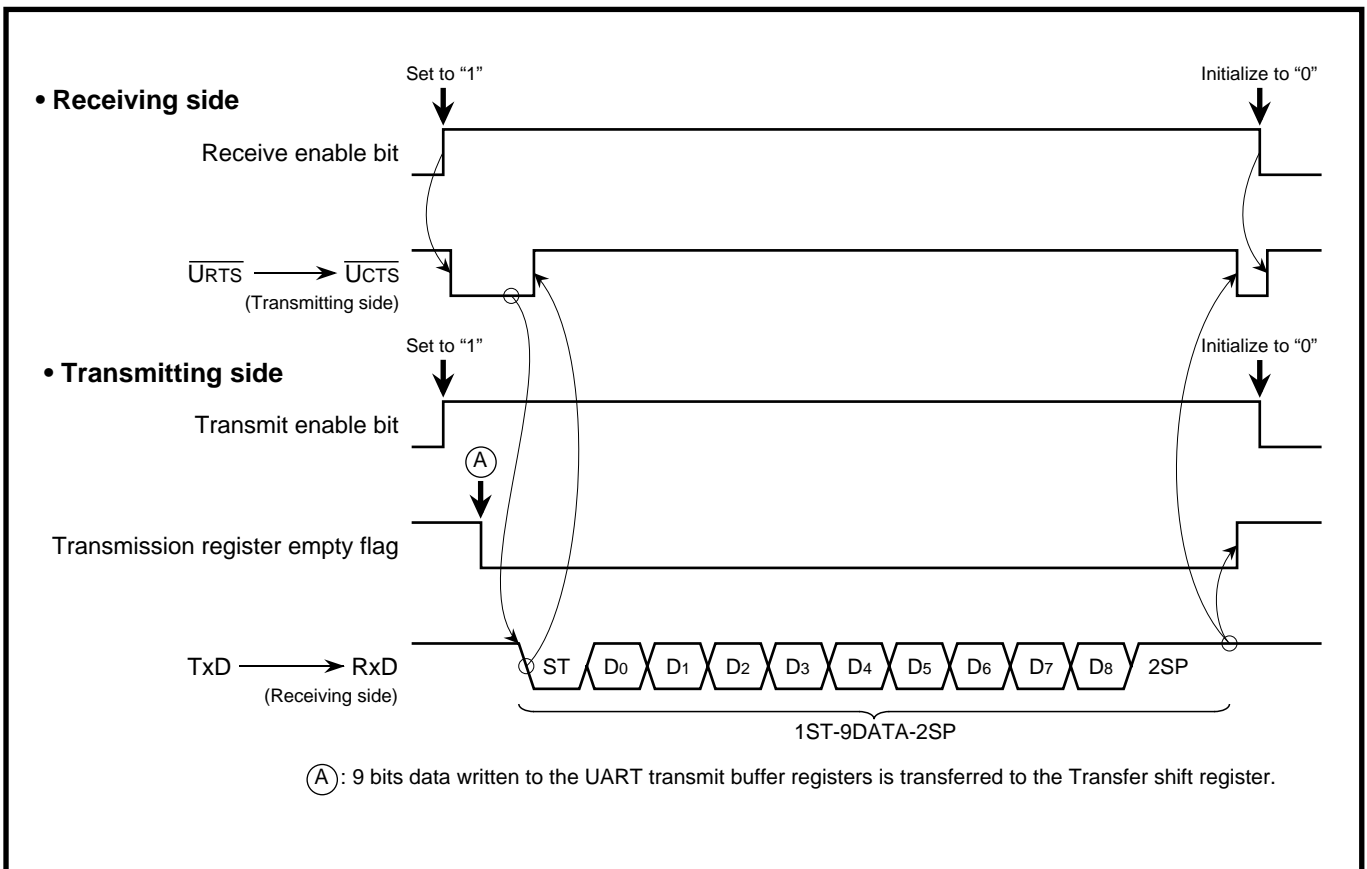 Set to “1”
Initialize to “0”
• Receiving side
Receive enable bit
URTS UCTS
(Transmitting side)
Set to “1”
Initialize to “0”
• Transmitting side
Transmit enable bit
A
Transmission register empty flag
TxD RxD
(Receiving side)
ST D0 D1 D2 D3 D4 D5 D6 D7 D8 2SP
1ST-9DATA-2SP
A : 9 bits data written to the UART transmit buffer registers is transferred to the Transfer shift register.